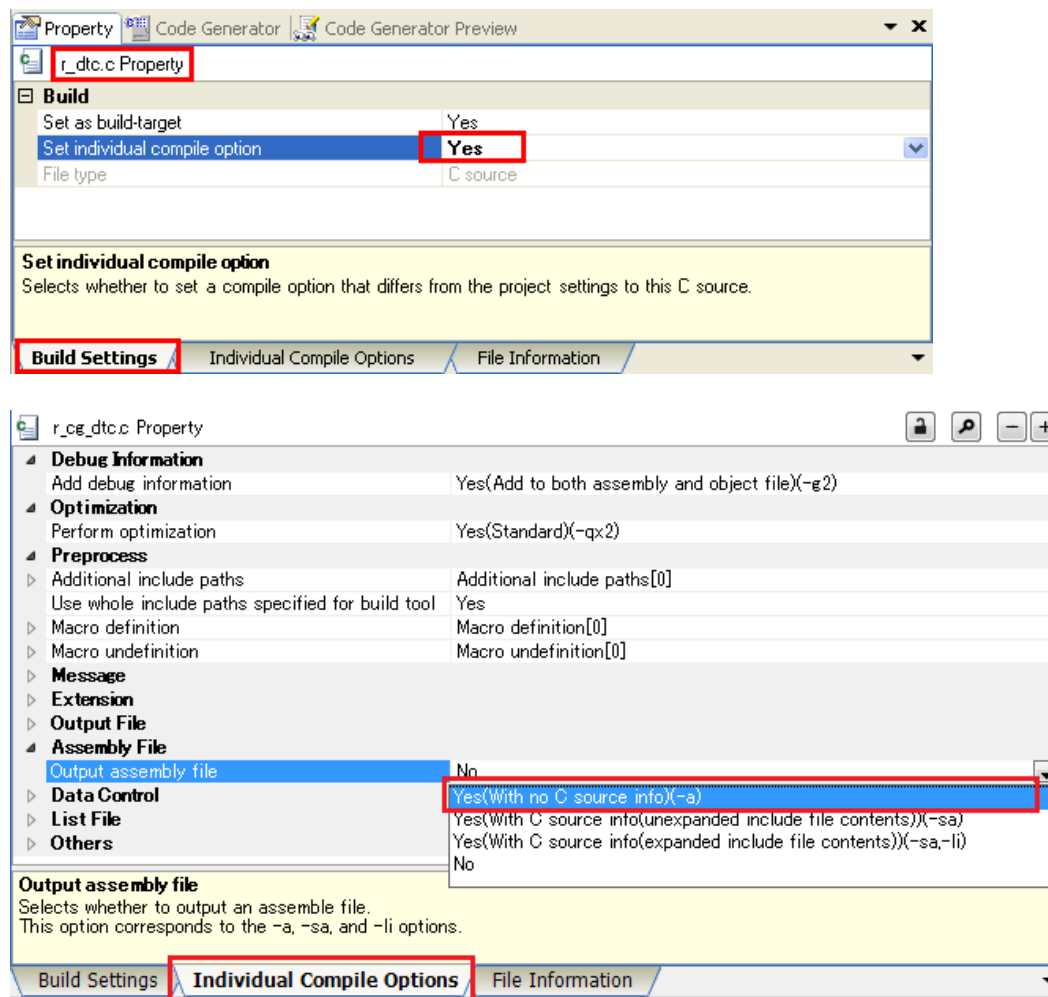 Property Code Generator Code Generator Preview
r_dtc.c Property
Build
Set as build-target Yes
Set individual compile option Yes
File type C source
Set individual compile option
Selects whether to set a compile option that differs from the project settings to this C source.
Build Settings Individual Compile Options File Information
r_cg_dtc.c Property
Debug Information
Add debug information Yes(Add to both assembly and object file)(-g2)
Optimization
Perform optimization Yes(Standard)(-qx2)
Preprocess
Additional include paths Additional include paths[0]
Use whole include paths specified for build tool Yes
Macro definition Macro definition[0]
Macro undefinition Macro undefinition[0]
Message
Extension
Output File
Assembly File
Output assembly file No
Data Control Yes(With no C source info)(-a)
List File Yes(With C source info(unexpanded include file contents))(-sa)
Others Yes(With C source info(expanded include file contents))(-sa,-li)
No
Output assembly file
Selects whether to output an assemble file.
This option corresponds to the -a, -sa, and -li options.
Build Settings Individual Compile Options File Information